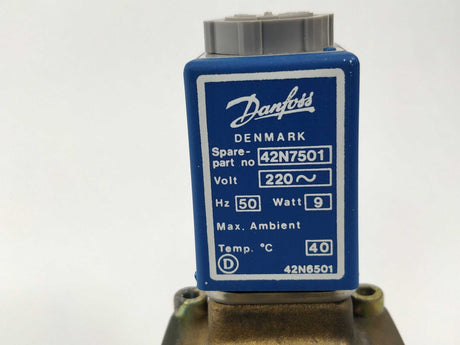 Danfoss
DENMARK
Spare-
part no 42N7501
Volt 220~
Hz 50 Watt 9
Max. Ambient
Temp. °C 40
D
42N6501